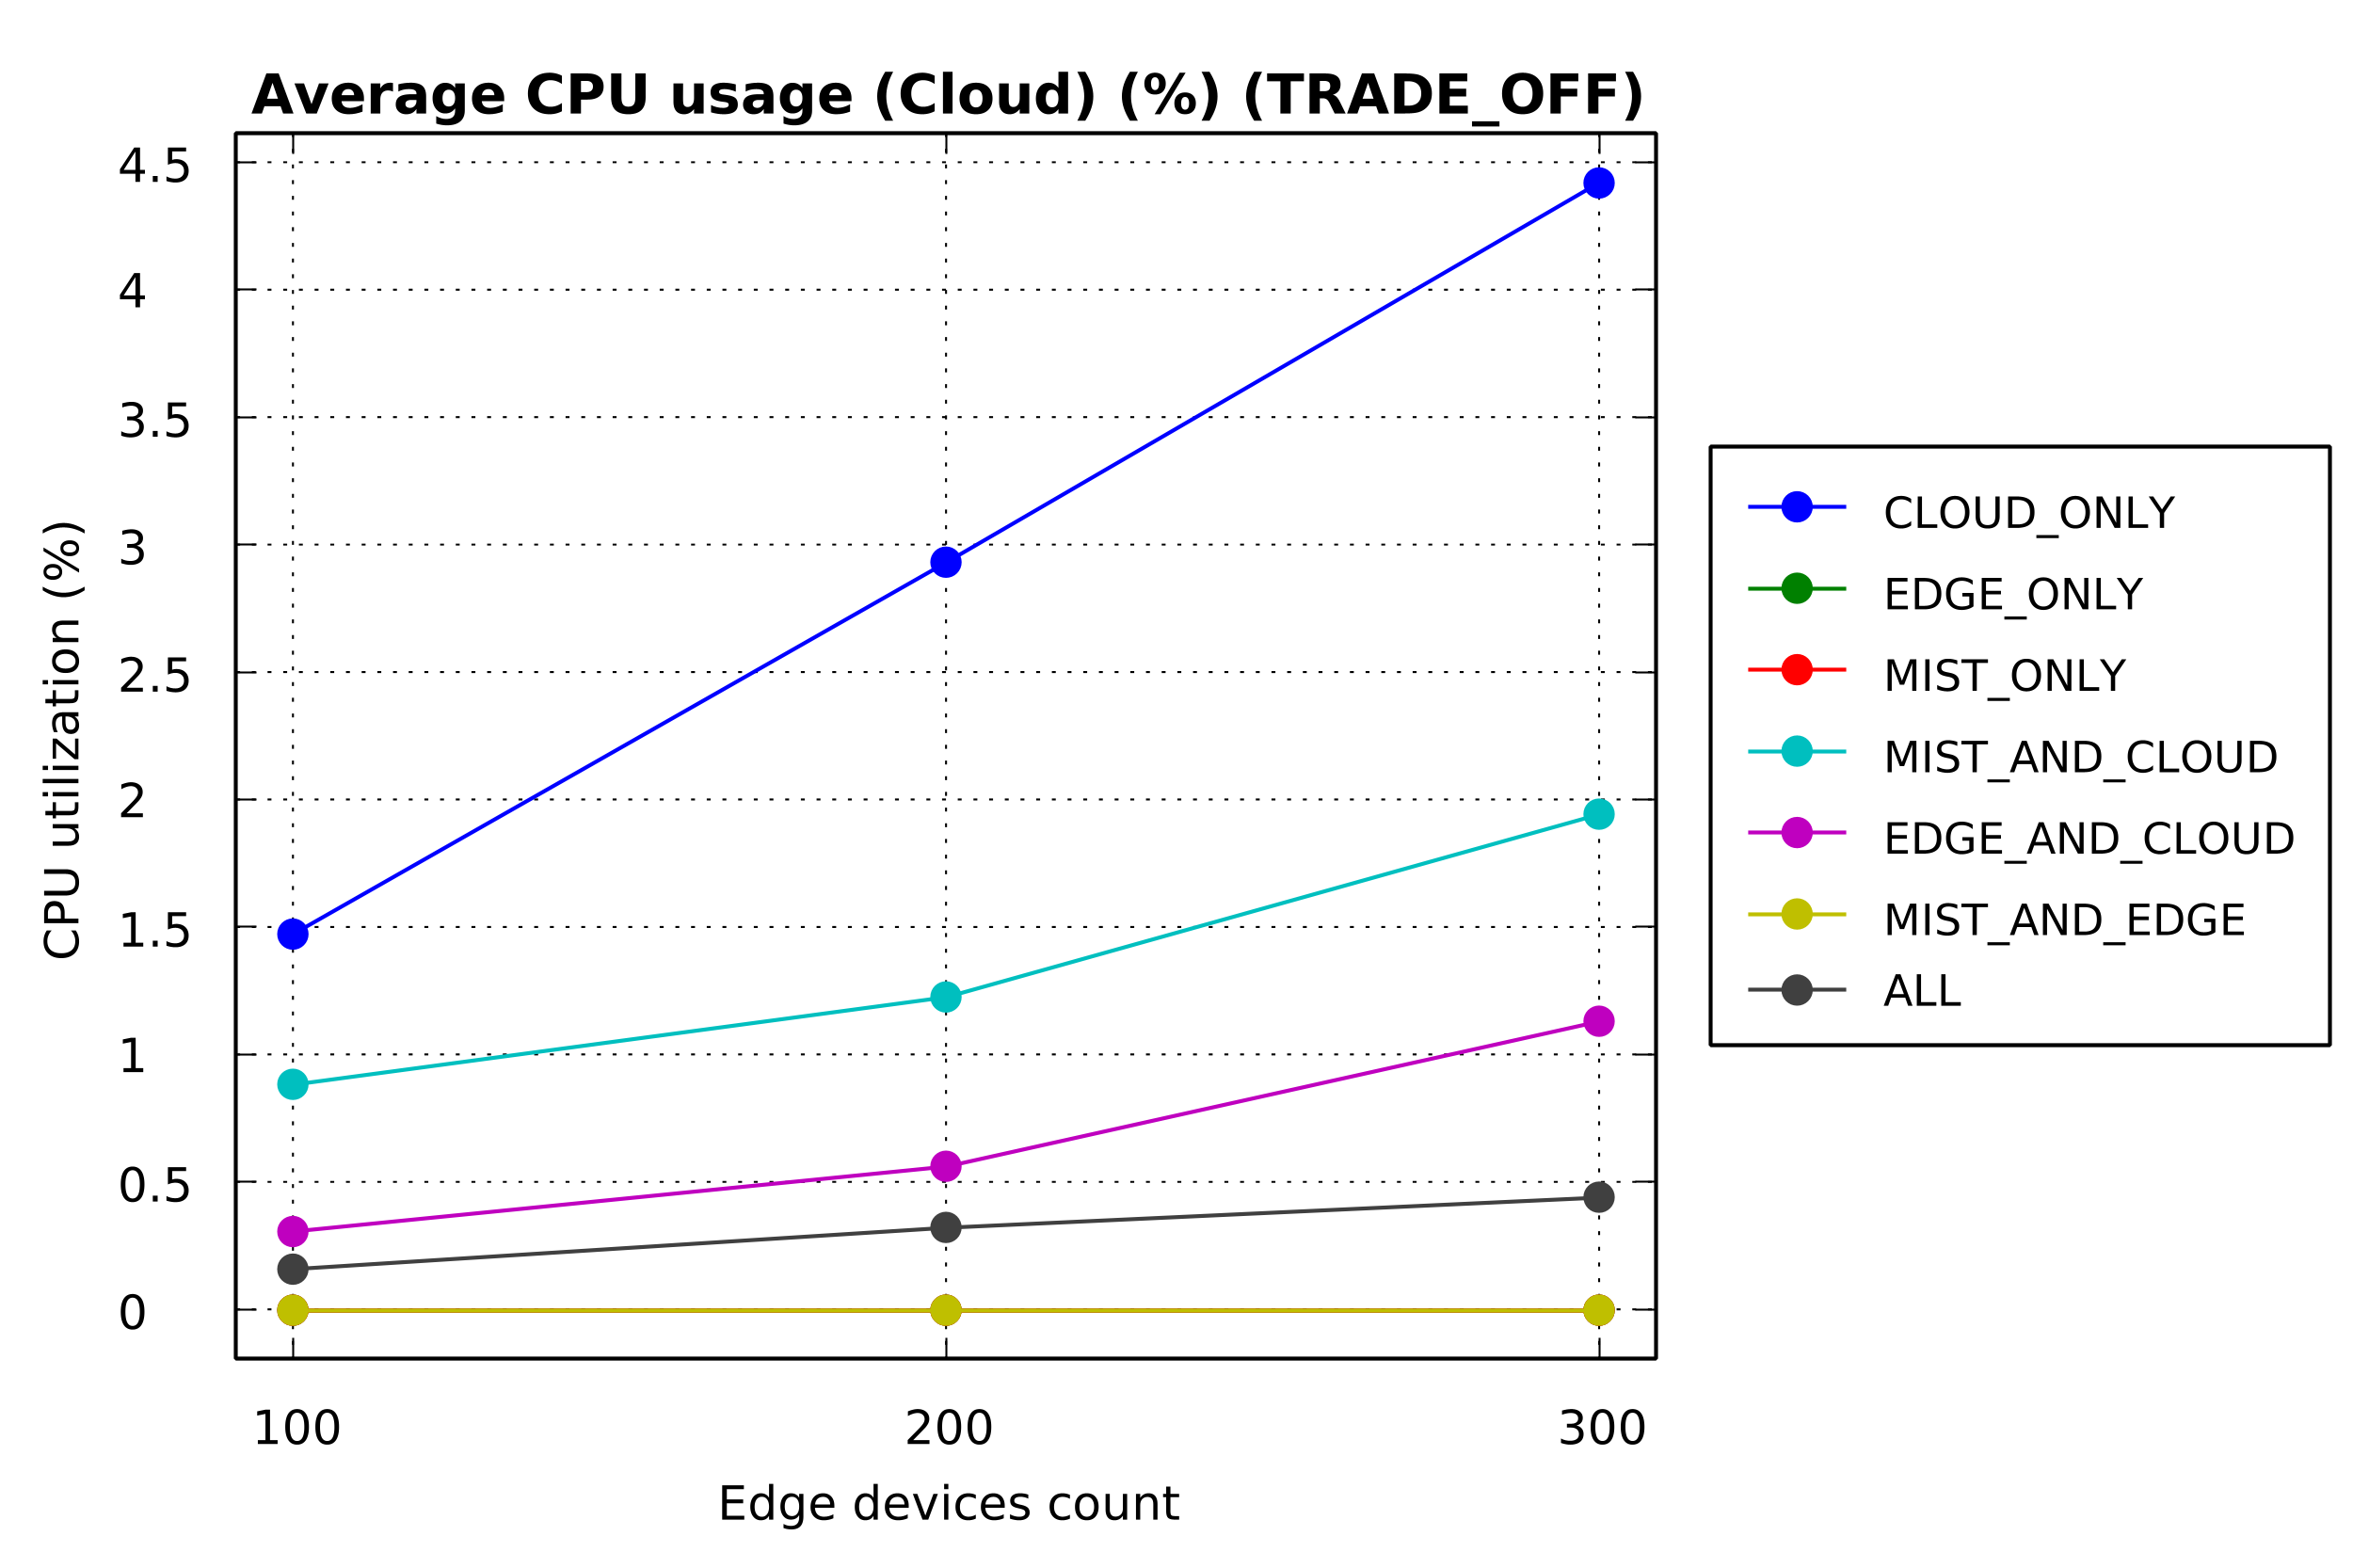 Average CPU usage (Cloud) (%) (TRADE_OFF)
4.5
4
3.5
3
2.5
2
1.5
1
0.5
0
CPU utilization (%)
100
200
300
Edge devices count
CLOUD_ONLY
EDGE_ONLY
MIST_ONLY
MIST_AND_CLOUD
EDGE_AND_CLOUD
MIST_AND_EDGE
ALL